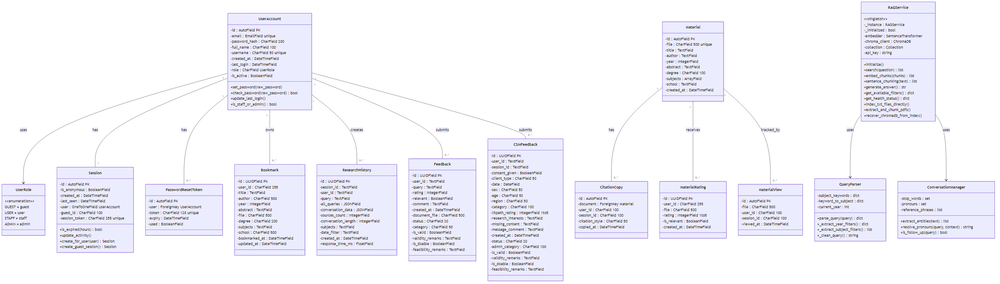 UserAccount
-id : AutoField PK
-email : EmailField unique
-password_hash : CharField 200
-full_name : CharField 100
-username : CharField 50 unique
-created_at : DateTimeField
-last_login : DateTimeField
-role : CharField UserRole
-is_active : BooleanField
+set_password(raw_password)
+check_password(raw_password) : bool
+update_last_login()
+is_staff_or_admin() : bool
Material
-id : AutoField PK
-file : CharField 500 unique
-title : TextField
-author : TextField
-year : IntegerField
-abstract : TextField
-degree : CharField 100
-subjects : ArrayField
-school : TextField
-created_at : DateTimeField
RAGService
<<singleton>>
-_instance : RAGService
-_initialized : bool
-embedder : SentenceTransformer
-chroma_client : ChromaDB
-collection : Collection
-api_key : string
+initialize()
+search(question) : list
+embed_chunks(chunks) : list
+sentence_chunking(text) : list
+generate_answer() : str
+get_available_filters() : dict
+get_health_status() : dict
+index_txt_files_directly()
+extract_and_chunk_pdfs()
+recover_chromadb_from_index()
1
1
1
1
1
1
1
1
1
uses
has
has
owns
creates
submits
submits
has
receives
tracked_by
uses
uses
1
0..*
0..*
0..*
0..*
0..*
0..*
0..*
0..*
UserRole
<<enumeration>>
GUEST = guest
USER = user
STAFF = staff
ADMIN = admin
Session
-id : AutoField PK
-is_anonymous : BooleanField
-created_at : DateTimeField
-last_seen : DateTimeField
-user : OneToOneField UserAccount
-guest_id : CharField 100
-session_token : CharField 255 unique
+is_expired(hours) : bool
+update_activity()
+create_for_user(user) : Session
+create_guest_session() : Session
PasswordResetToken
-id : AutoField PK
-user : ForeignKey UserAccount
-token : CharField 128 unique
-expiry : DateTimeField
-used : BooleanField
Bookmark
-id : UUIDField PK
-user_id : CharField 255
-title : TextField
-author : CharField 500
-year : IntegerField
-abstract : TextField
-file : CharField 500
-degree : CharField 200
-subjects : TextField
-school : CharField 500
-bookmarked_at : DateTimeField
-updated_at : DateTimeField
ResearchHistory
-id : UUIDField PK
-session_id : TextField
-user_id : TextField
-query : TextField
-all_queries : JSONField
-conversation_data : JSONField
-sources_count : IntegerField
-conversation_length : IntegerField
-subjects : TextField
-date_filter : TextField
-created_at : DateTimeField
-response_time_ms : FloatField
Feedback
-id : UUIDField PK
-user_id : TextField
-query : TextField
-rating : IntegerField
-relevant : BooleanField
-comment : TextField
-created_at : DateTimeField
-document_file : CharField 500
-status : CharField 20
-category : CharField 50
-is_valid : BooleanField
-validity_remarks : TextField
-is_doable : BooleanField
-feasibility_remarks : TextField
CSMFeedback
-id : UUIDField PK
-user_id : TextField
-session_id : TextField
-consent_given : BooleanField
-client_type : CharField 50
-date : DateField
-sex : CharField 50
-age : CharField 50
-region : CharField 50
-category : CharField 100
-litpath_rating : IntegerField 1to5
-research_interests : TextField
-missing_content : TextField
-message_comment : TextField
-created_at : DateTimeField
-status : CharField 20
-admin_category : CharField 100
-is_valid : BooleanField
-validity_remarks : TextField
-is_doable : BooleanField
-feasibility_remarks : TextField
CitationCopy
-id : AutoField PK
-document : ForeignKey Material
-user_id : CharField 100
-session_id : CharField 100
-citation_style : CharField 50
-copied_at : DateTimeField
MaterialRating
-id : UUIDField PK
-user_id : CharField 255
-file : CharField 500
-rating : IntegerField 1to5
-is_relevant : BooleanField
-created_at : DateTimeField
MaterialView
-id : AutoField PK
-file : CharField 500
-user_id : CharField 100
-session_id : CharField 100
-viewed_at : DateTimeField
QueryParser
-subject_keywords : dict
-keyword_to_subject : dict
-current_year : int
+parse_query(query) : dict
+_extract_year_filters() : dict
+_extract_subject_filters() : list
+_clean_query() : string
ConversationManager
-stop_words : set
-pronouns : set
-reference_phrases : list
+extract_entities(text) : list
+resolve_pronouns(query, context) : string
+is_follow_up(query) : bool